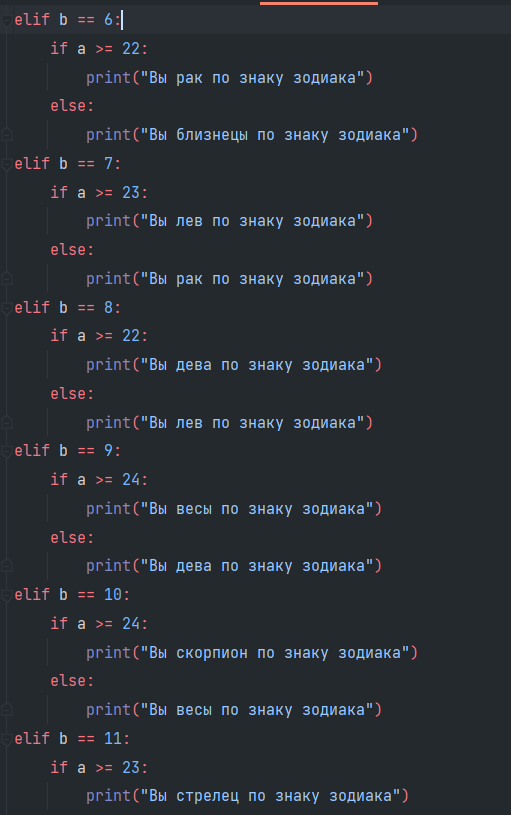 elif b == 6:
    if a >= 22:
        print("Вы рак по знаку зодиака")
    else:
        print("Вы близнецы по знаку зодиака")
elif b == 7:
    if a >= 23:
        print("Вы лев по знаку зодиака")
    else:
        print("Вы рак по знаку зодиака")
elif b == 8:
    if a >= 22:
        print("Вы дева по знаку зодиака")
    else:
        print("Вы лев по знаку зодиака")
elif b == 9:
    if a >= 24:
        print("Вы весы по знаку зодиака")
    else:
        print("Вы дева по знаку зодиака")
elif b == 10:
    if a >= 24:
        print("Вы скорпион по знаку зодиака")
    else:
        print("Вы весы по знаку зодиака")
elif b == 11:
    if a >= 23:
        print("Вы стрелец по знаку зодиака")